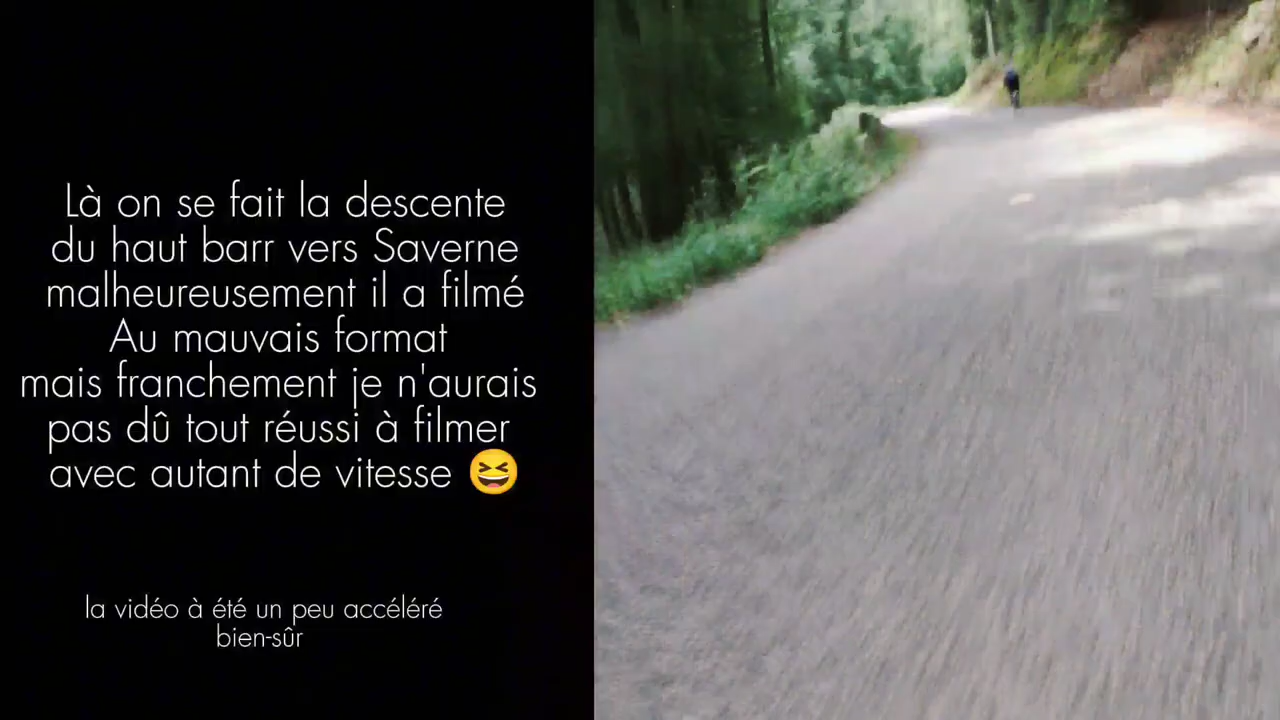 Là on se fait la descente
du haut barr vers Saverne
malheureusement il a filmé
Au mauvais format
mais franchement je n'aurais
pas dû tout réussi à filmer
avec autant de vitesse 😆
la vidéo à été un peu accéléré
bien-sûr